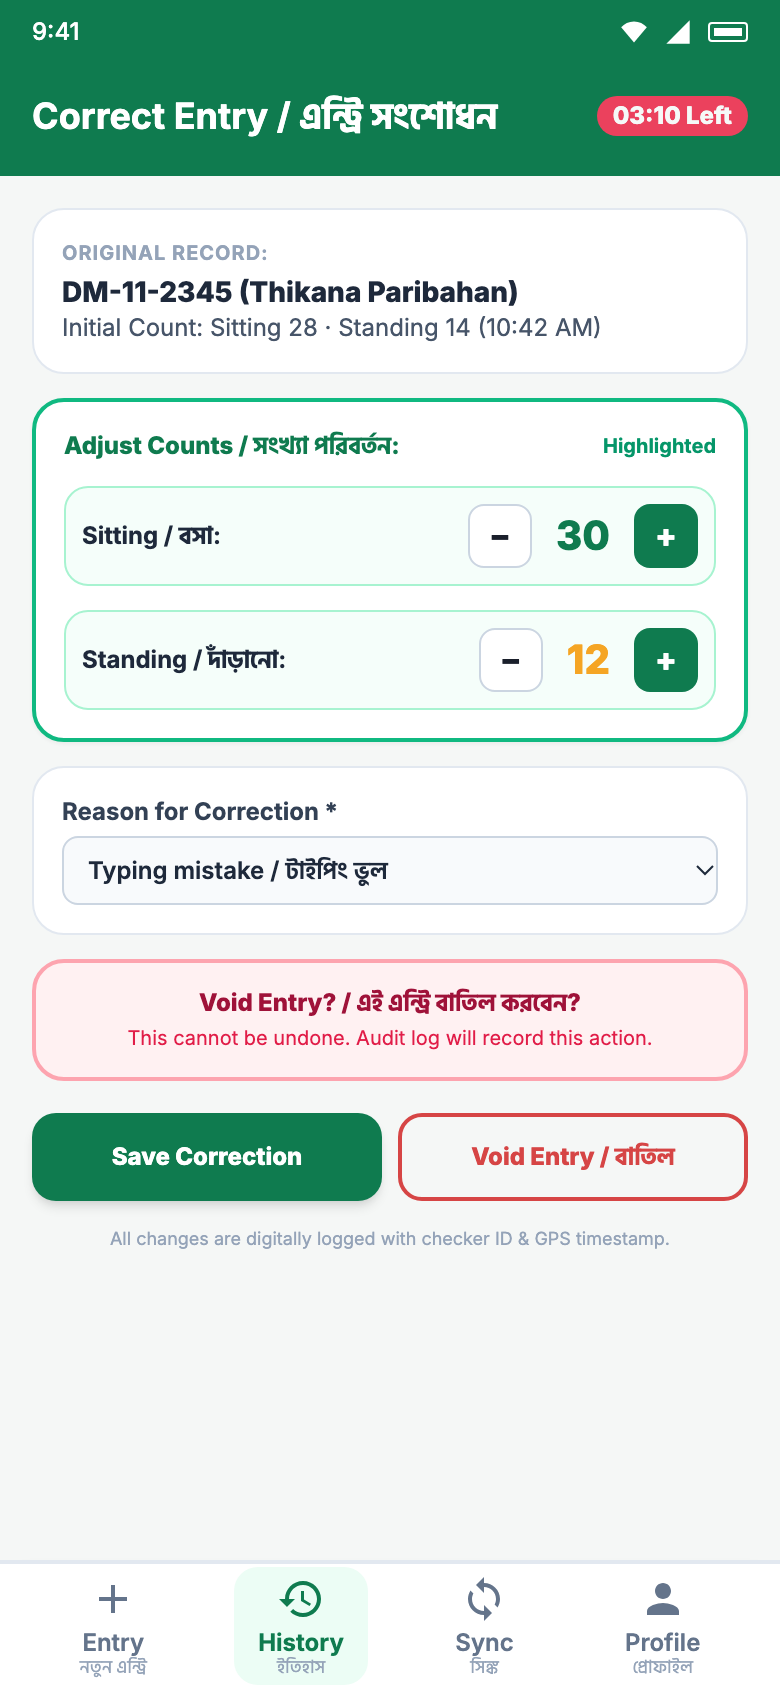 9:41
Correct Entry / এন্ট্রি সংশোধন
03:10 Left
ORIGINAL RECORD:
DM-11-2345 (Thikana Paribahan)
Initial Count: Sitting 28 · Standing 14 (10:42 AM)
Adjust Counts / সংখ্যা পরিবর্তন:
Highlighted
Sitting / বসা:
− 30 +
Standing / দাঁড়ানো:
− 12 +
Reason for Correction *
Typing mistake / টাইপিং ভুল
Void Entry? / এই এন্ট্রি বাতিল করবেন?
This cannot be undone. Audit log will record this action.
Save Correction
Void Entry / বাতিল
All changes are digitally logged with checker ID & GPS timestamp.
Entry
নতুন এন্ট্রি
History
ইতিহাস
Sync
সিঙ্ক
Profile
প্রোফাইল